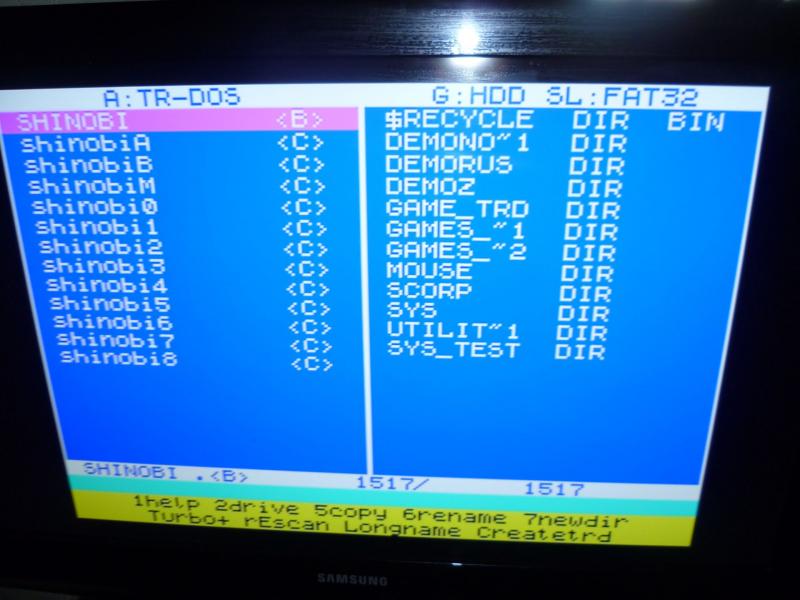 A:TR-DOS
SHINOBI <B>
shinobiA <C>
shinobiB <C>
shinobiM <C>
shinobi0 <C>
shinobi1 <C>
shinobi2 <C>
shinobi3 <C>
shinobi4 <C>
shinobi5 <C>
shinobi6 <C>
shinobi7 <C>
shinobi8 <C>
G:HDD SL:FAT32
$RECYCLE DIR BIN
DEMONO~1 DIR
DEMORUS DIR
DEMOZ DIR
GAME_TRD DIR
GAMES_~1 DIR
GAMES_~2 DIR
MOUSE DIR
SCORP DIR
SYS DIR
UTILIT~1 DIR
SYS_TEST DIR
SHINOBI .<B> 1517/ 1517
1help 2drive 5copy 6rename 7newdir
Turbo+ rEscan Longname Createtrd
SAMSUNG